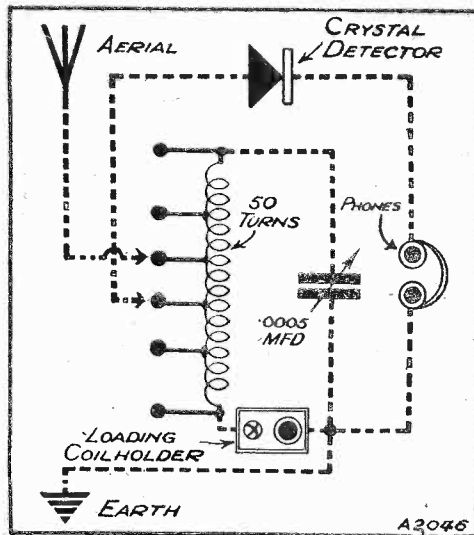 AERIAL
CRYSTAL
DETECTOR
50
TURNS
PHONES
.0005
MFD
LOADING
COILHOLDER
EARTH
A2046